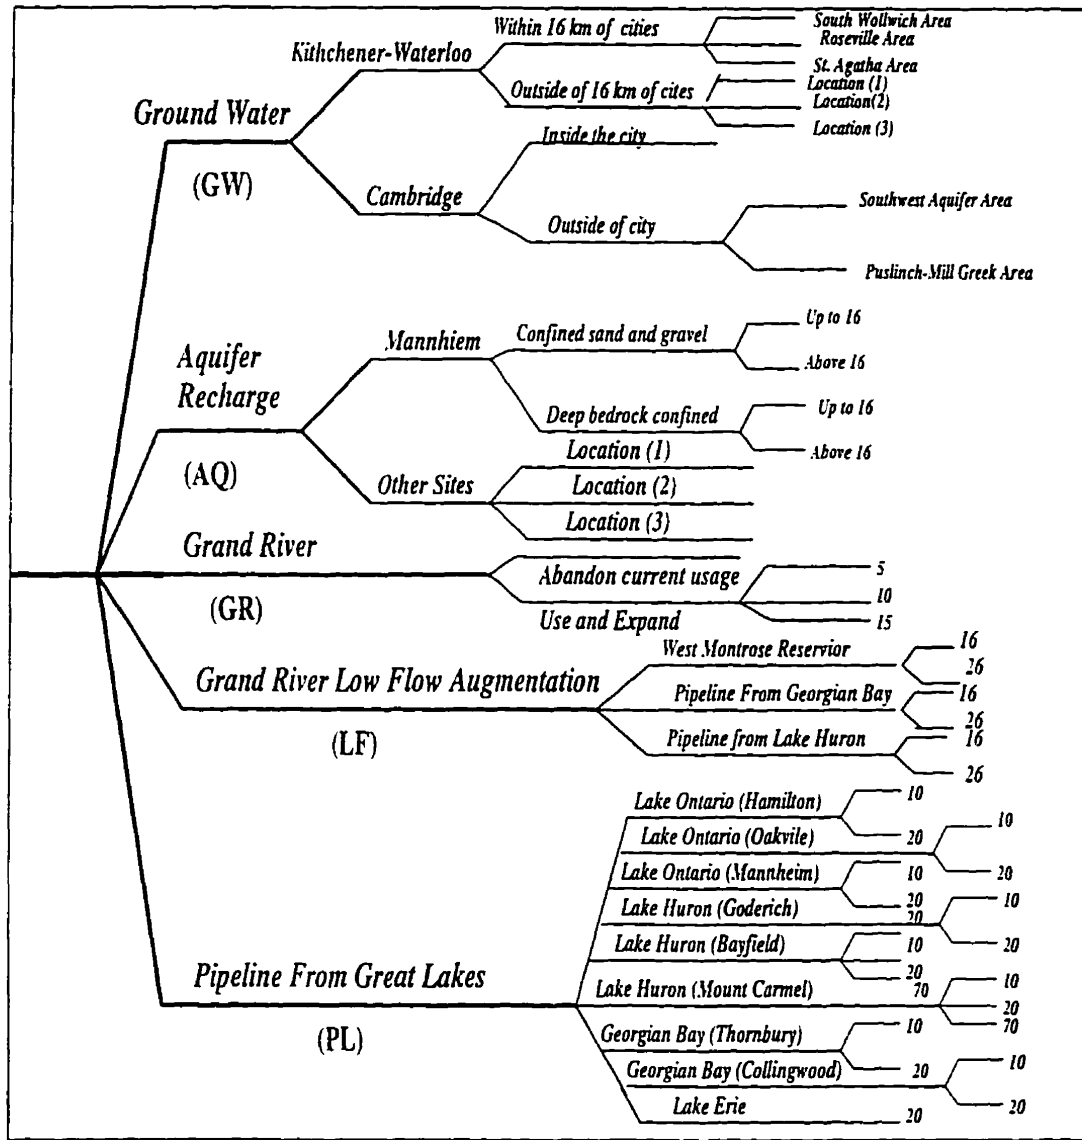 Within 16 km of cities
South Wollwich Area
Roseville Area
Kithchener-Waterloo
St. Agatha Area
Outside of 16 km of cites
Location (1)
Location(2)
Location (3)
Ground Water
(GW)
Inside the city
Cambridge
Outside of city
Southwest Aquifer Area
Puslinch-Mill Greek Area
Aquifer
Recharge
(AQ)
Mannhiem
Confined sand and gravel
Up to 16
Above 16
Deep bedrock confined
Up to 16
Above 16
Other Sites
Location (1)
Location (2)
Location (3)
Grand River
(GR)
Abandon current usage
Use and Expand
5
10
15
Grand River Low Flow Augmentation
(LF)
West Montrose Reservior
16
26
Pipeline From Georgian Bay
16
26
Pipeline from Lake Huron
16
26
Pipeline From Great Lakes
(PL)
Lake Ontario (Hamilton)
10
20
Lake Ontario (Oakvile)
10
20
Lake Ontario (Mannheim)
10
20
Lake Huron (Goderich)
20
10
20
Lake Huron (Bayfield)
10
20
70
Lake Huron (Mount Carmel)
10
20
70
Georgian Bay (Thornbury)
10
20
Georgian Bay (Collingwood)
10
20
Lake Erie
20